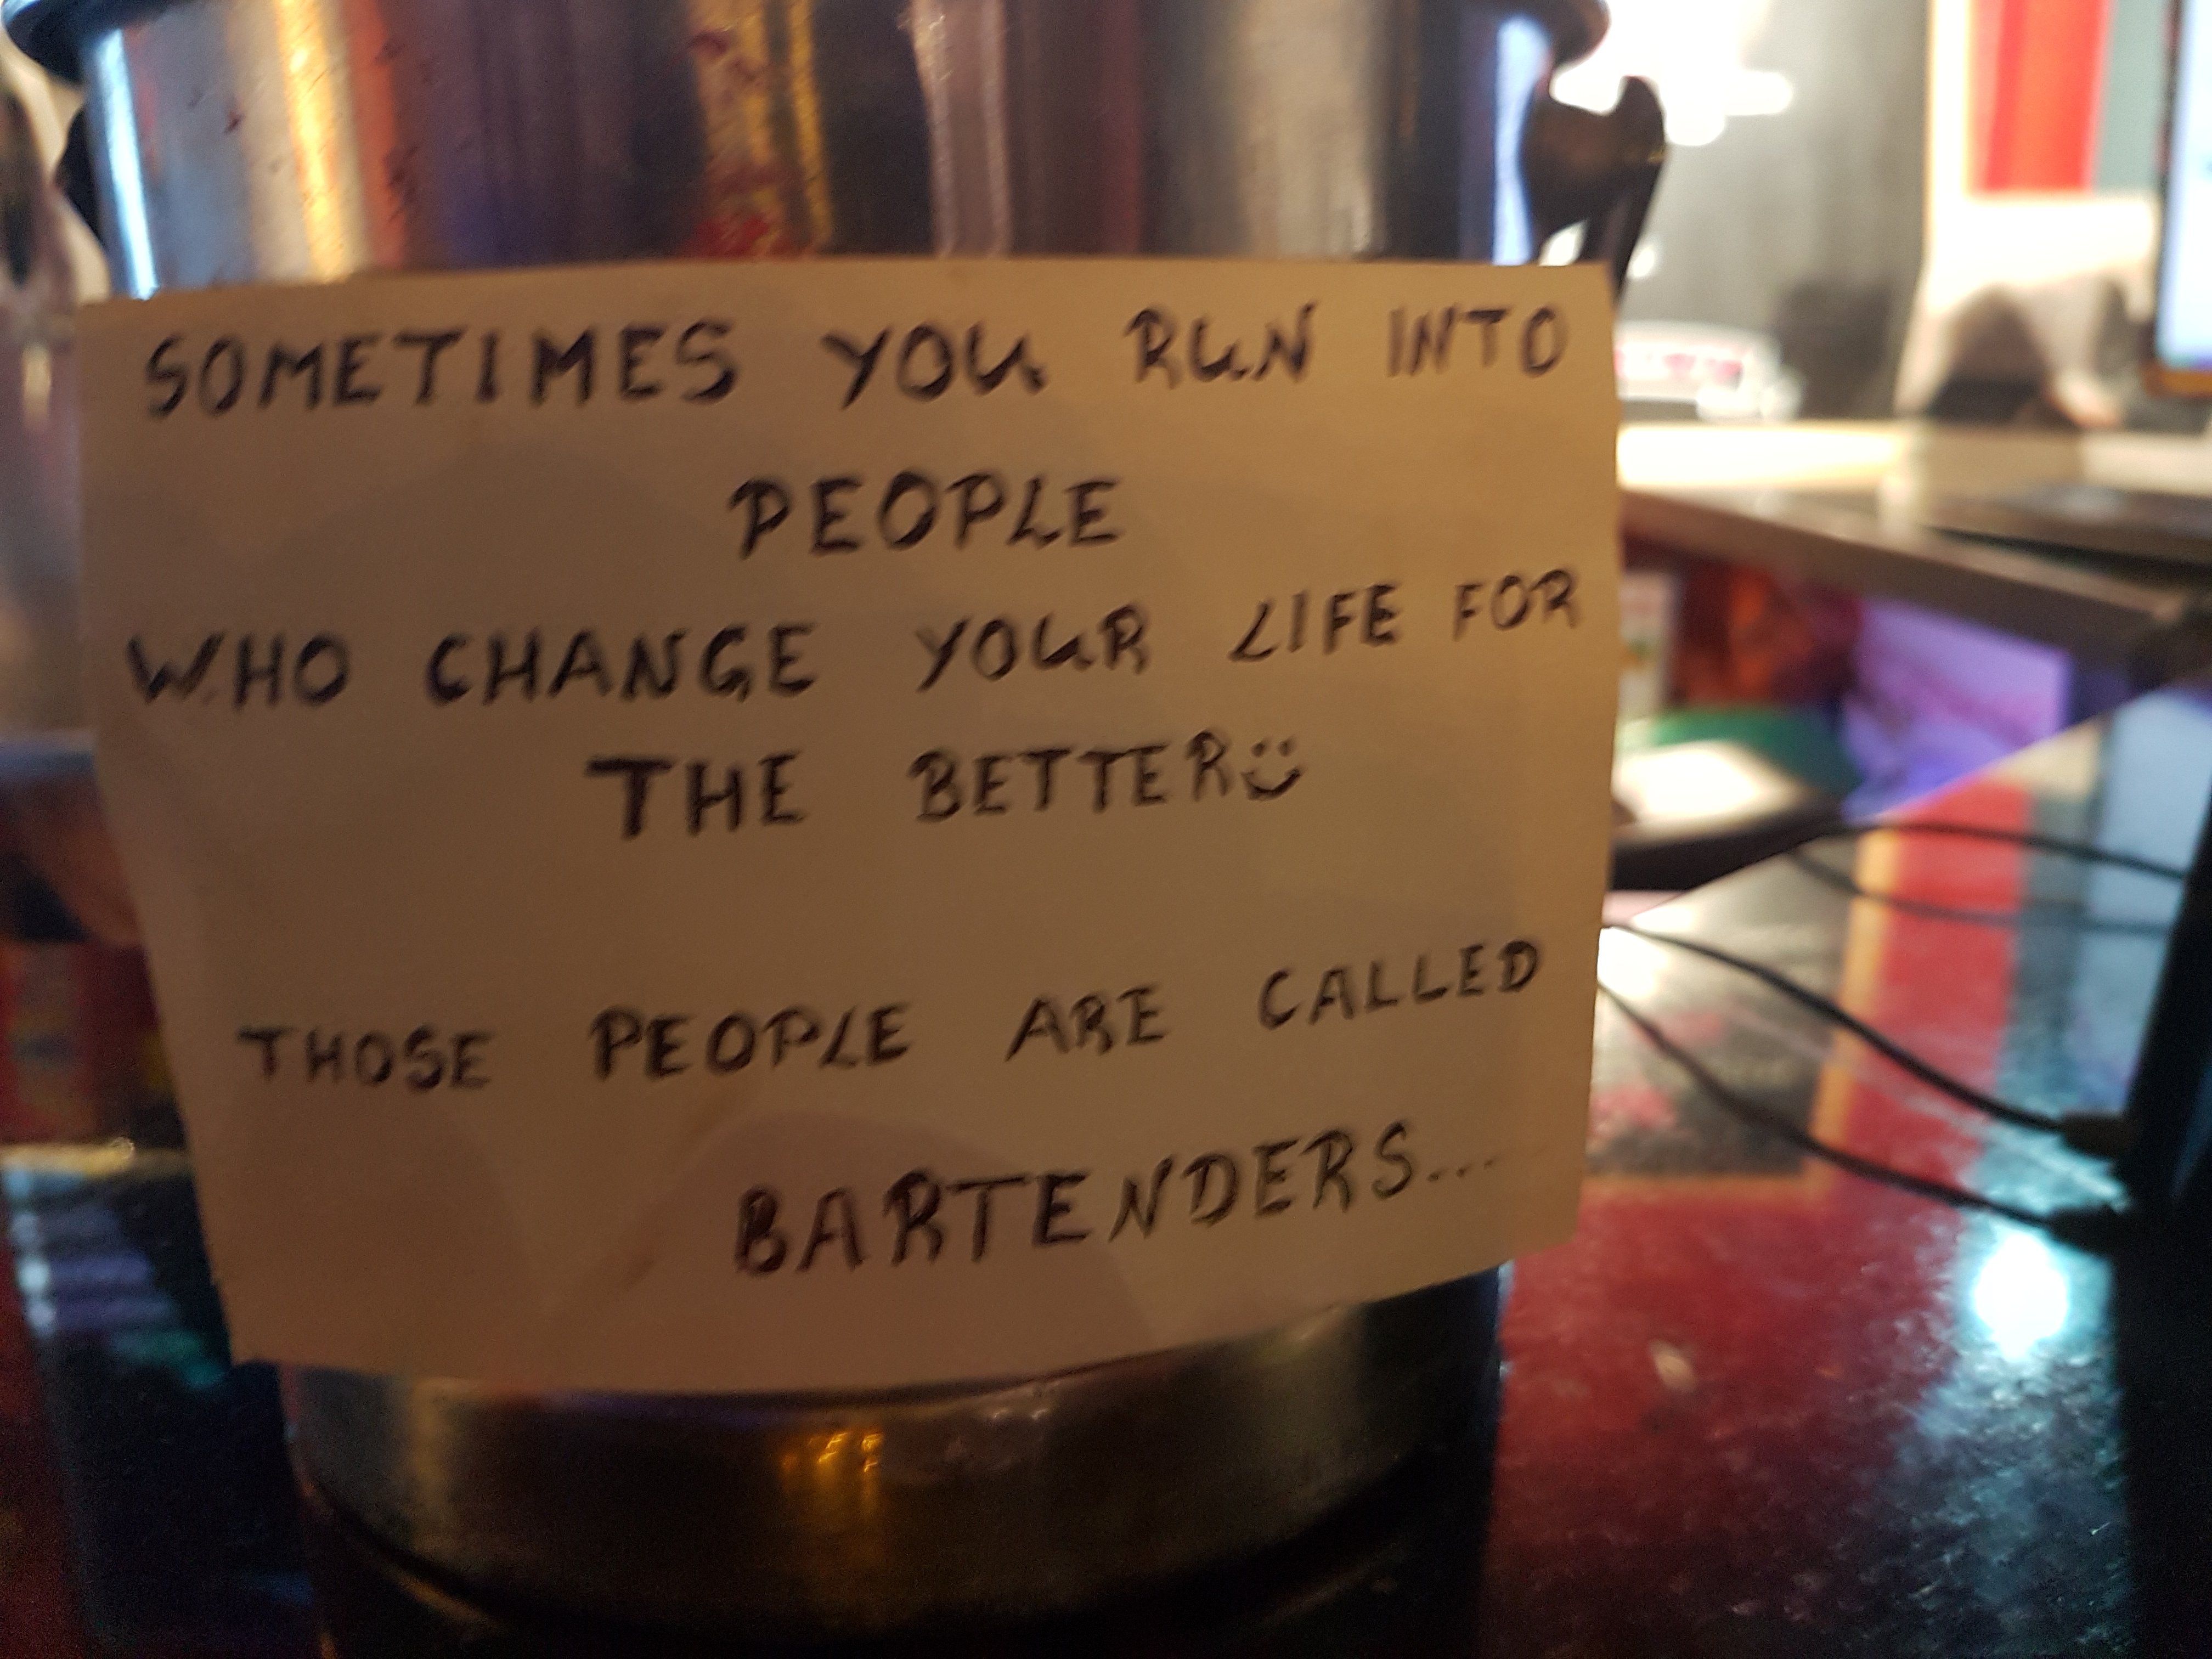 SOMETIMES YOU RUN INTO
PEOPLE
WHO CHANGE YOUR LIFE FOR
THE BETTER
THOSE PEOPLE ARE CALLED
BARTENDERS...